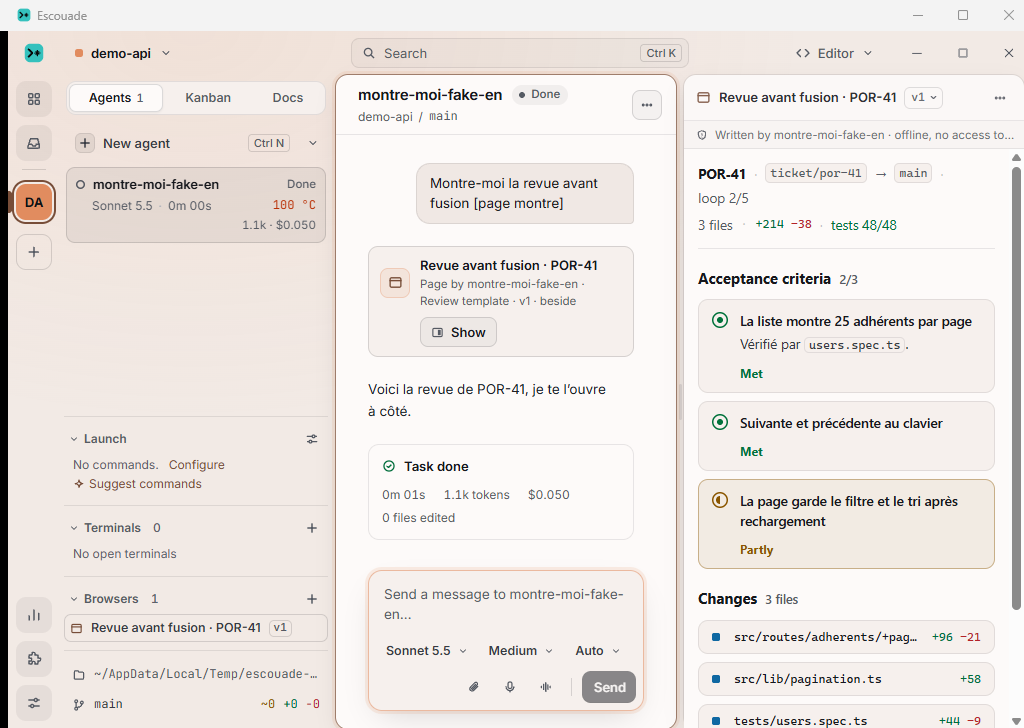 Escouade
demo-api
Search
Ctrl K
Editor
Agents 1
Kanban
Docs
New agent
Ctrl N
montre-moi-fake-en
Done
Sonnet 5.5 · 0m 00s
100 °C
1.1k · $0.050
DA
Launch
No commands. Configure
Suggest commands
Terminals 0
No open terminals
Browsers 1
Revue avant fusion · POR-41 v1
~/AppData/Local/Temp/escouade-…
main
~0 +0 -0
montre-moi-fake-en
Done
demo-api / main
Montre-moi la revue avant
fusion [page montre]
Revue avant fusion · POR-41
Page by montre-moi-fake-en ·
Review template · v1 · beside
Show
Voici la revue de POR-41, je te l’ouvre
à côté.
Task done
0m 01s 1.1k tokens $0.050
0 files edited
Send a message to montre-moi-fake-
en...
Sonnet 5.5
Medium
Auto
Send
Revue avant fusion · POR-41
v1
Written by montre-moi-fake-en · offline, no access to...
POR-41 · ticket/por-41 → main ·
loop 2/5
3 files · +214 −38 · tests 48/48
Acceptance criteria 2/3
La liste montre 25 adhérents par page
Vérifié par users.spec.ts.
Met
Suivante et précédente au clavier
Met
La page garde le filtre et le tri après
rechargement
Partly
Changes 3 files
src/routes/adherents/+pag… +96 −21
src/lib/pagination.ts +58
tests/users.spec.ts +44 −9